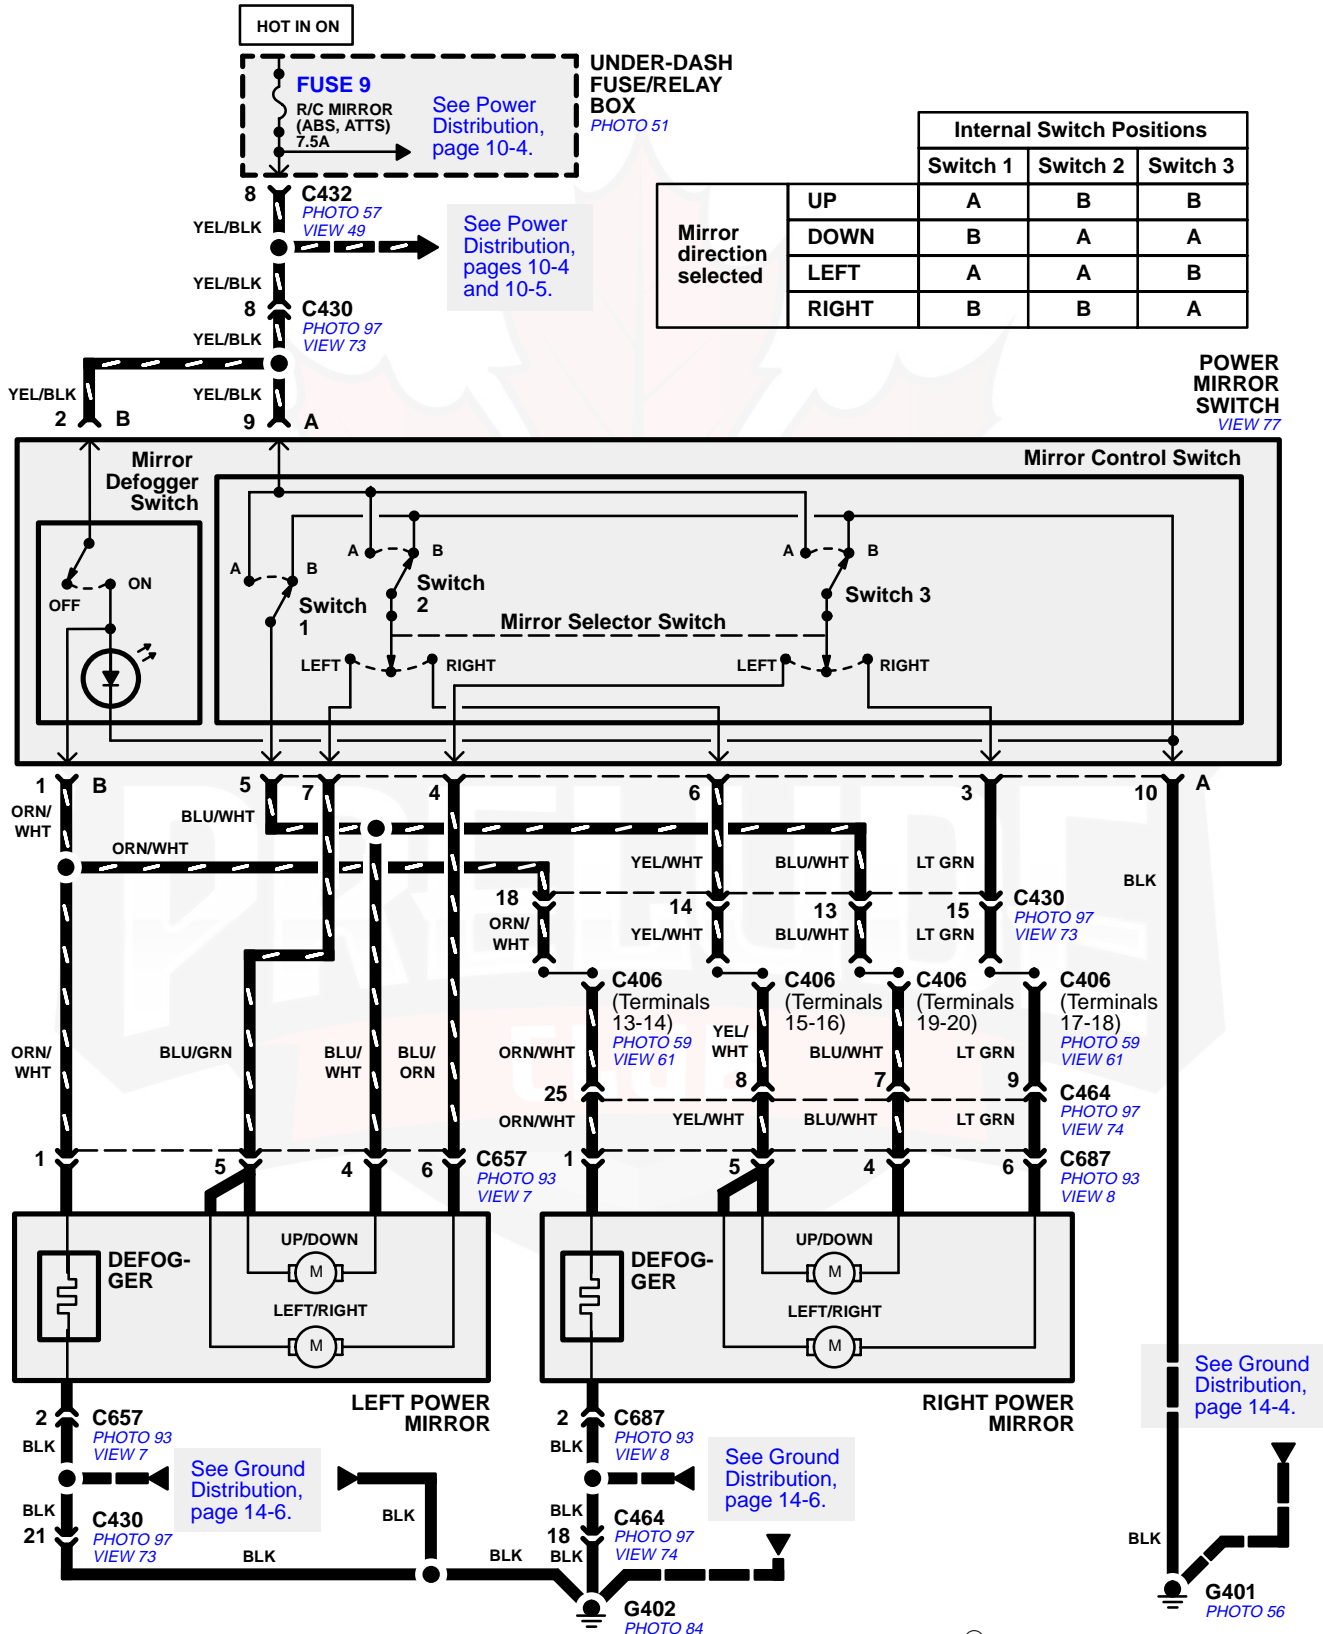 HOT IN ON
FUSE 9
R/C MIRROR
(ABS, ATTS)
7.5A
See Power
Distribution,
page 10-4.
UNDER-DASH
FUSE/RELAY
BOX
PHOTO 51
Internal Switch Positions
Switch 1 Switch 2 Switch 3
Mirror
direction
selected
UP A B B
DOWN B A A
LEFT A A B
RIGHT B B A
8 C432
PHOTO 57
VIEW 49
YEL/BLK
See Power
Distribution,
pages 10-4
and 10-5.
YEL/BLK
8 C430
PHOTO 97
VIEW 73
YEL/BLK
YEL/BLK YEL/BLK
2 B 9 A
POWER
MIRROR
SWITCH
VIEW 77
Mirror
Defogger
Switch
Mirror Control Switch
OFF ON
A B
Switch
1
A B
Switch
2
A B
Switch 3
Mirror Selector Switch
LEFT RIGHT
LEFT RIGHT
1 B 5 7 4 6 3 10 A
ORN/
WHT
BLU/WHT
ORN/WHT
YEL/WHT BLU/WHT LT GRN
BLK
18 14 13 15 C430
PHOTO 97
VIEW 73
ORN/
WHT
YEL/WHT BLU/WHT LT GRN
C406
(Terminals
13-14)
PHOTO 59
VIEW 61
C406
(Terminals
15-16)
C406
(Terminals
19-20)
C406
(Terminals
17-18)
PHOTO 59
VIEW 61
ORN/
WHT
BLU/GRN
BLU/
WHT
BLU/
ORN
ORN/WHT
YEL/
WHT
BLU/WHT
LT GRN
25 8 7 9 C464
PHOTO 97
VIEW 74
ORN/WHT YEL/WHT BLU/WHT LT GRN
1 5 4 6 C657
PHOTO 93
VIEW 7
1 5 4 6 C687
PHOTO 93
VIEW 8
DEFOG-
GER
UP/DOWN
M
LEFT/RIGHT
M
LEFT POWER
MIRROR
DEFOG-
GER
UP/DOWN
M
LEFT/RIGHT
M
RIGHT POWER
MIRROR
See Ground
Distribution,
page 14-4.
2 C657
PHOTO 93
VIEW 7
BLK
See Ground
Distribution,
page 14-6.
BLK
21 C430
PHOTO 97
VIEW 73
BLK
BLK
BLK
2 C687
PHOTO 93
VIEW 8
BLK
See Ground
Distribution,
page 14-6.
BLK
18 C464
PHOTO 97
VIEW 74
BLK
G402
PHOTO 84
BLK
G401
PHOTO 56
PRELUDE
CLUB